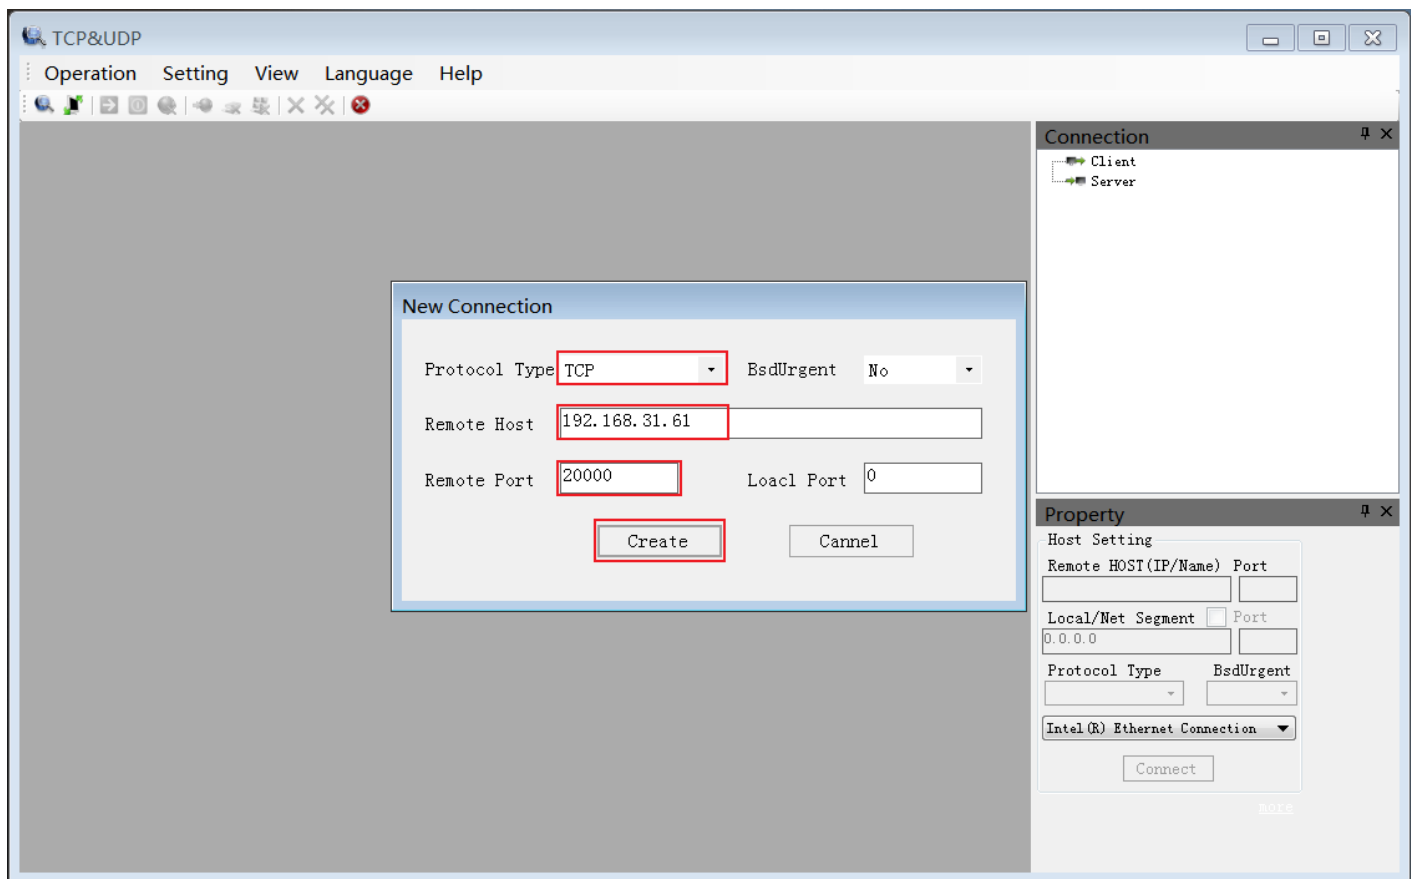 TCP&UDP
Operation Setting View Language Help
Connection
Client
Server
New Connection
Protocol Type TCP BsdUrgent No
Remote Host 192.168.31.61
Remote Port 20000 Loacl Port 0
Create Cannel
Property
Host Setting
Remote HOST(IP/Name) Port
Local/Net Segment Port
0.0.0.0
Protocol Type BsdUrgent
Intel(R) Ethernet Connection
Connect
more